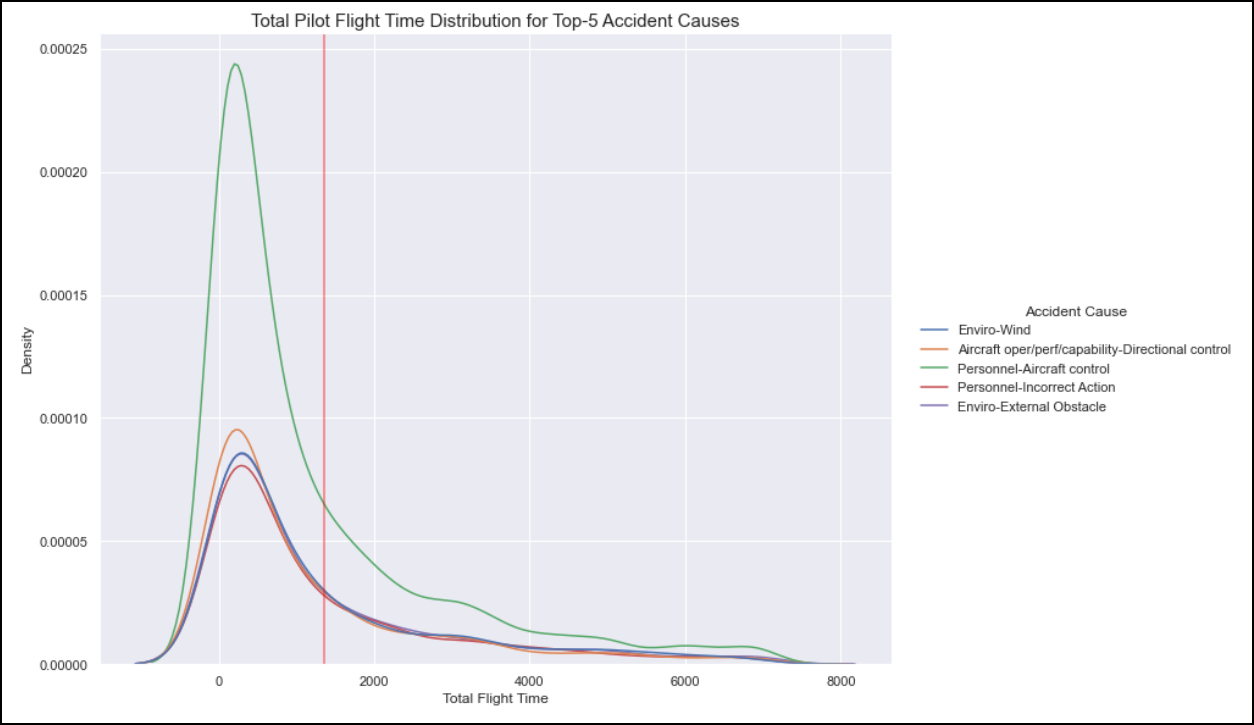 Total Pilot Flight Time Distribution for Top-5 Accident Causes
0.00025
0.00020
0.00015
0.00010
0.00005
0.00000
Density
0
2000
4000
6000
8000
Total Flight Time
Accident Cause
Enviro-Wind
Aircraft oper/perf/capability-Directional control
Personnel-Aircraft control
Personnel-Incorrect Action
Enviro-External Obstacle